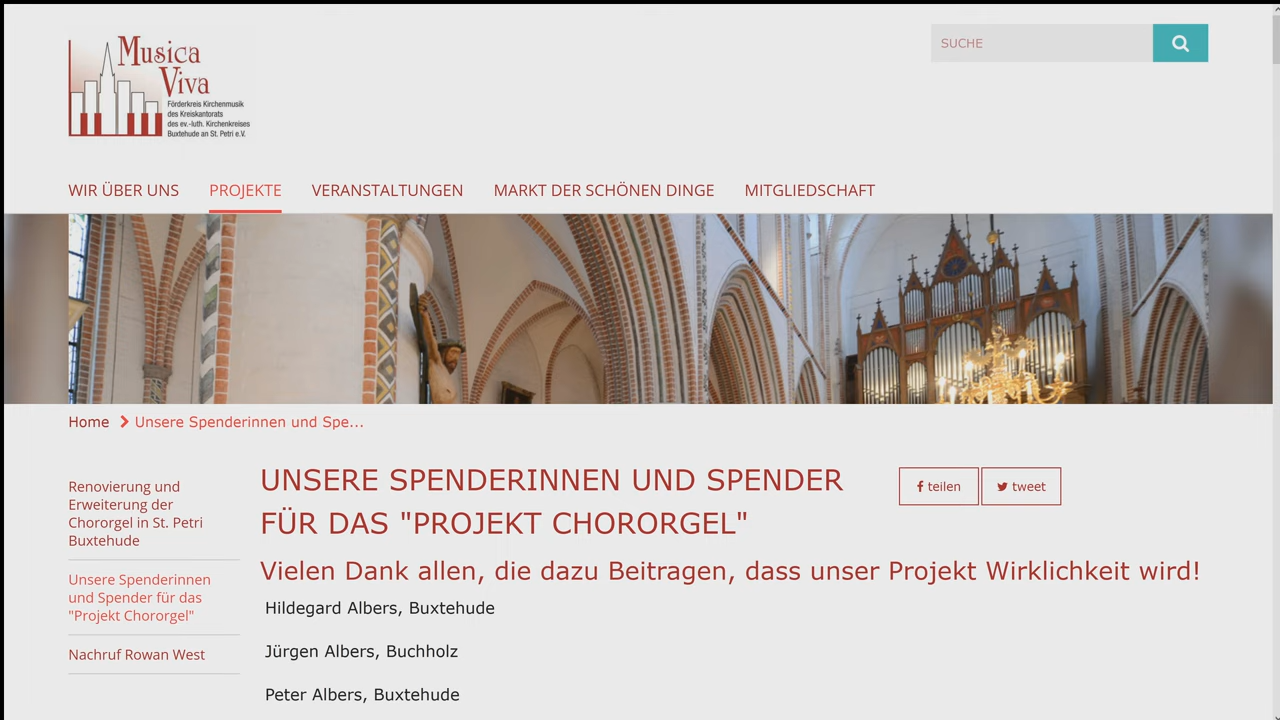 Musica
Viva
Förderkreis Kirchenmusik
des Kreiskantorats
des ev.-luth. Kirchenkreises
Buxtehude an St. Petri e.V.
SUCHE
WIR ÜBER UNS PROJEKTE VERANSTALTUNGEN MARKT DER SCHÖNEN DINGE MITGLIEDSCHAFT
Home Unsere Spenderinnen und Spe...
Renovierung und
Erweiterung der
Chororgel in St. Petri
Buxtehude
Unsere Spenderinnen
und Spender für das
"Projekt Chororgel"
Nachruf Rowan West
UNSERE SPENDERINNEN UND SPENDER
FÜR DAS "PROJEKT CHORORGEL"
teilen tweet
Vielen Dank allen, die dazu Beitragen, dass unser Projekt Wirklichkeit wird!
Hildegard Albers, Buxtehude
Jürgen Albers, Buchholz
Peter Albers, Buxtehude